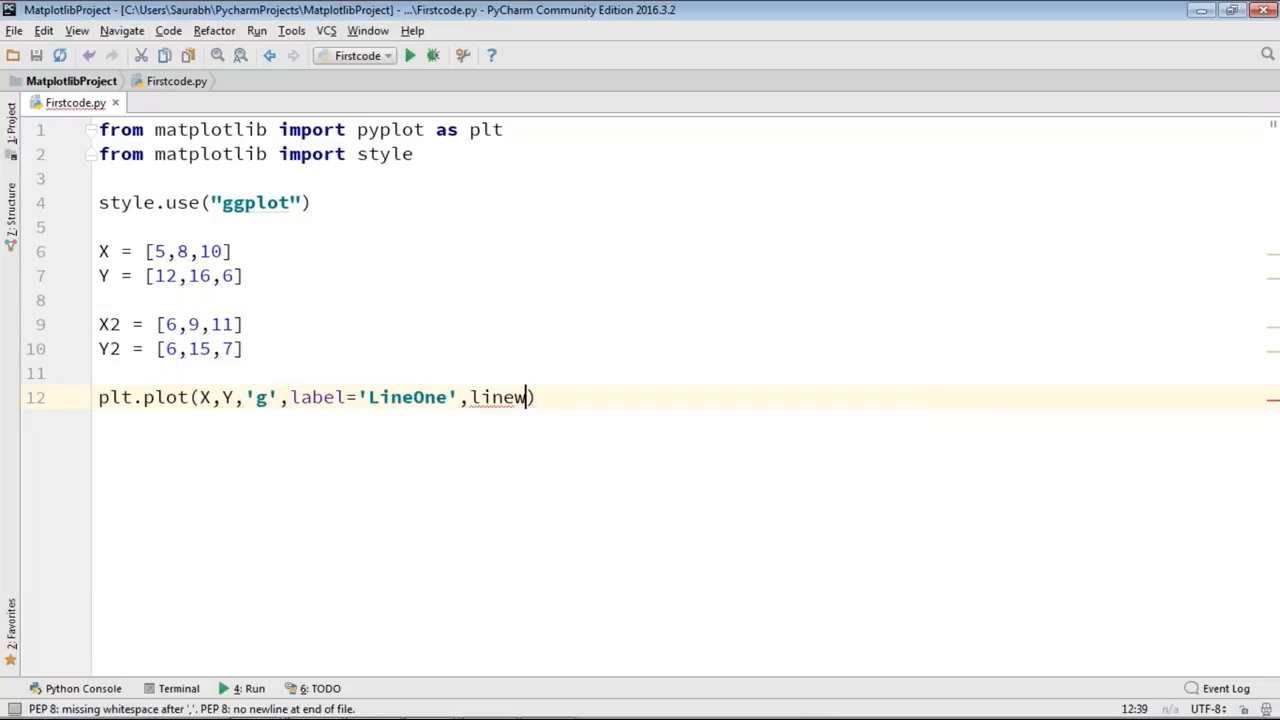 MatplotlibProject - [C:\Users\Saurabh\PycharmProjects\MatplotlibProject] - ...\Firstcode.py - PyCharm Community Edition 2016.3.2
File Edit View Navigate Code Refactor Run Tools VCS Window Help
Firstcode
MatplotlibProject Firstcode.py
Firstcode.py
1: Project
Z: Structure
2: Favorites
1 from matplotlib import pyplot as plt
2 from matplotlib import style
3
4 style.use("ggplot")
5
6 X = [5,8,10]
7 Y = [12,16,6]
8
9 X2 = [6,9,11]
10 Y2 = [6,15,7]
11
12 plt.plot(X,Y,'g',label='LineOne',linew)
Python Console Terminal 4: Run 6: TODO Event Log
PEP 8: missing whitespace after ','. PEP 8: no newline at end of file. 12:39 n/a UTF-8